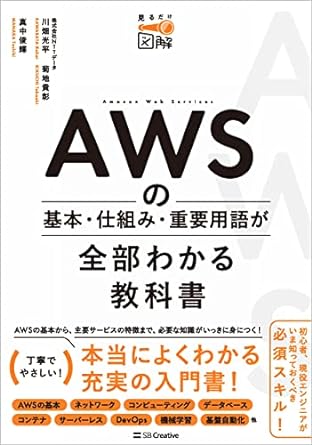 見るだけ
図解
株式会社NTTデータ
川畑光平
KAWABATA Kohei
菊地貴彰
KIKUCHI Takaaki
真中俊輝
MANAKA Toshiki
Amazon Web Services
AWS
の
基本・仕組み・重要用語が
全部わかる
教科書
AWS
AWSの基本から、主要サービスの特徴まで、必要な知識がいっきに身につく!
丁寧で
やさしい!
本当によくわかる
充実の入門書!
初心者、現役エンジニアが
いま知っておくべき
必須スキル!
AWSの基本 ネットワーク コンピューティング データベース
コンテナ サーバーレス DevOps 機械学習 基盤自動化 他
SB Creative